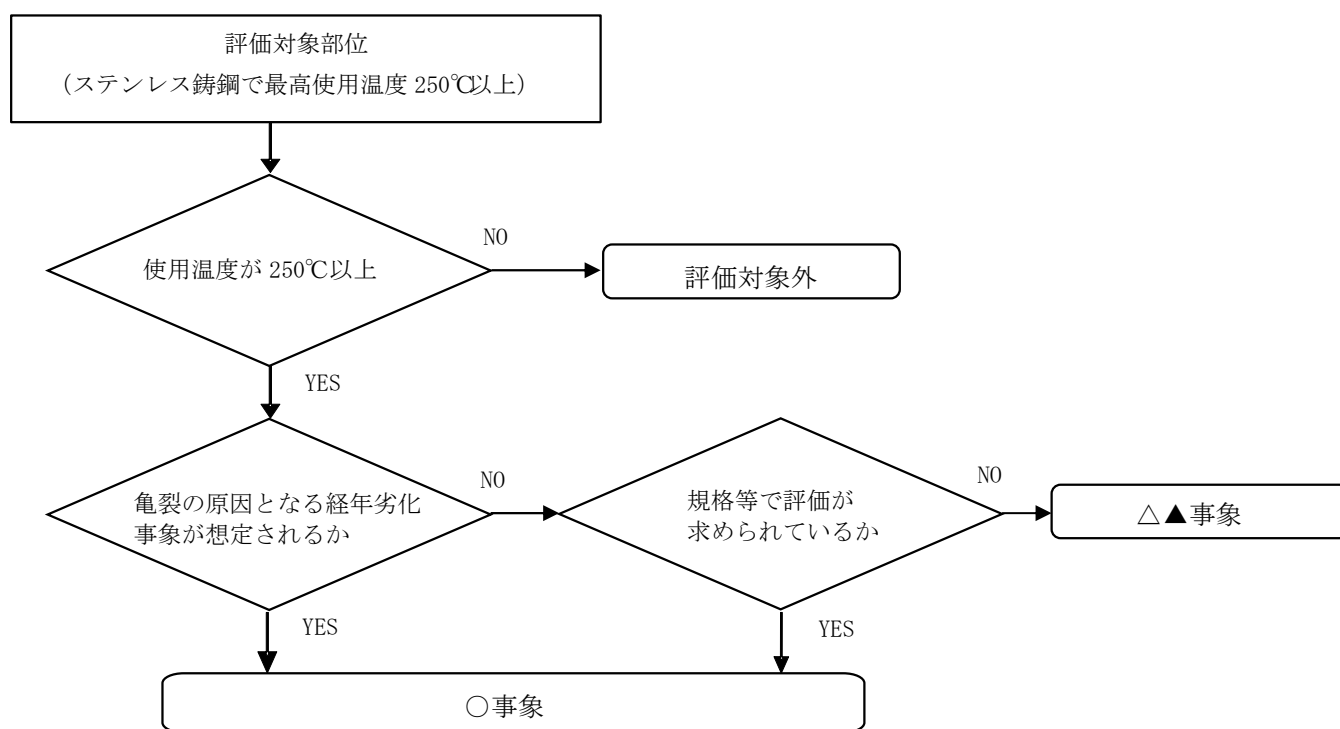 評価対象部位
(ステンレス鋳鋼で最高使用温度 250℃以上)
使用温度が 250℃以上
NO
評価対象外
YES
亀裂の原因となる経年劣化
事象が想定されるか
NO
規格等で評価が
求められているか
NO
△▲事象
YES
YES
○事象